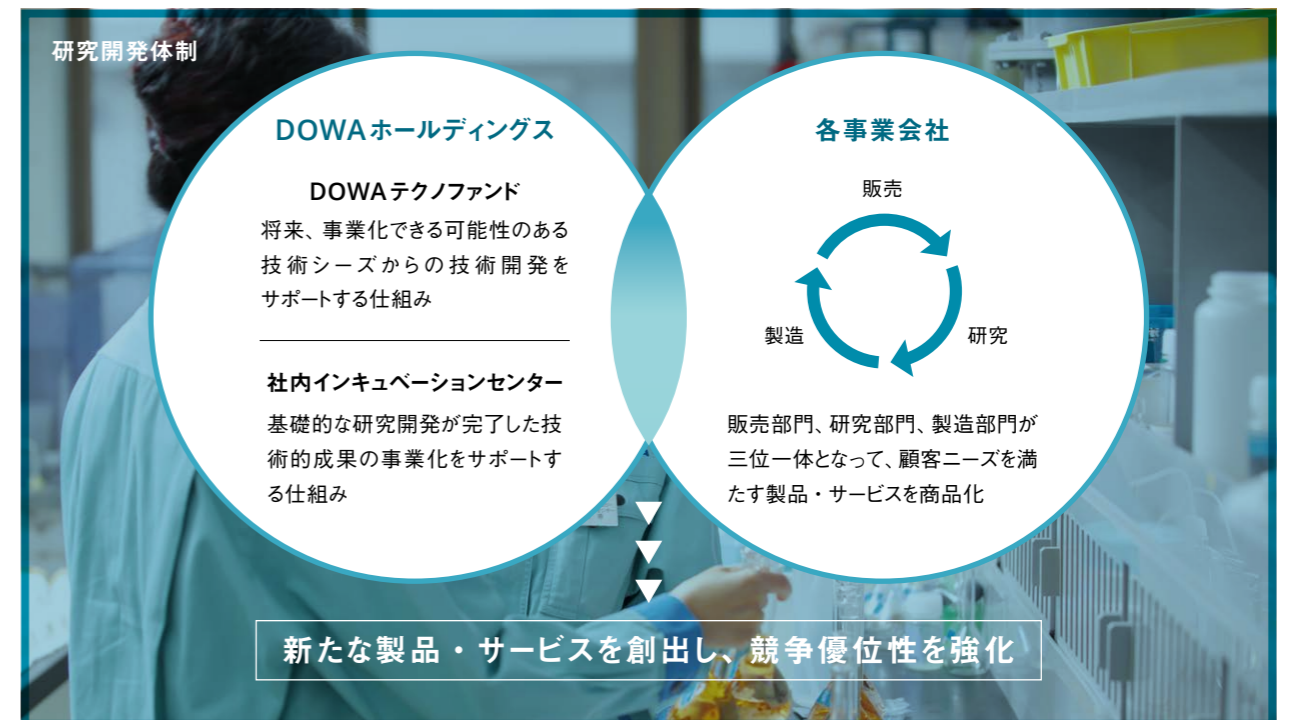 研究開発体制
DOWAホールディングス
DOWAテクノファンド
将来、事業化できる可能性のある
技術シーズからの技術開発を
サポートする仕組み
社内インキュベーションセンター
基礎的な研究開発が完了した技
術的成果の事業化をサポートす
る仕組み
各事業会社
販売
製造
研究
販売部門、研究部門、製造部門が
三位一体となって、顧客ニーズを満
たす製品・サービスを商品化
新たな製品・サービスを創出し、競争優位性を強化